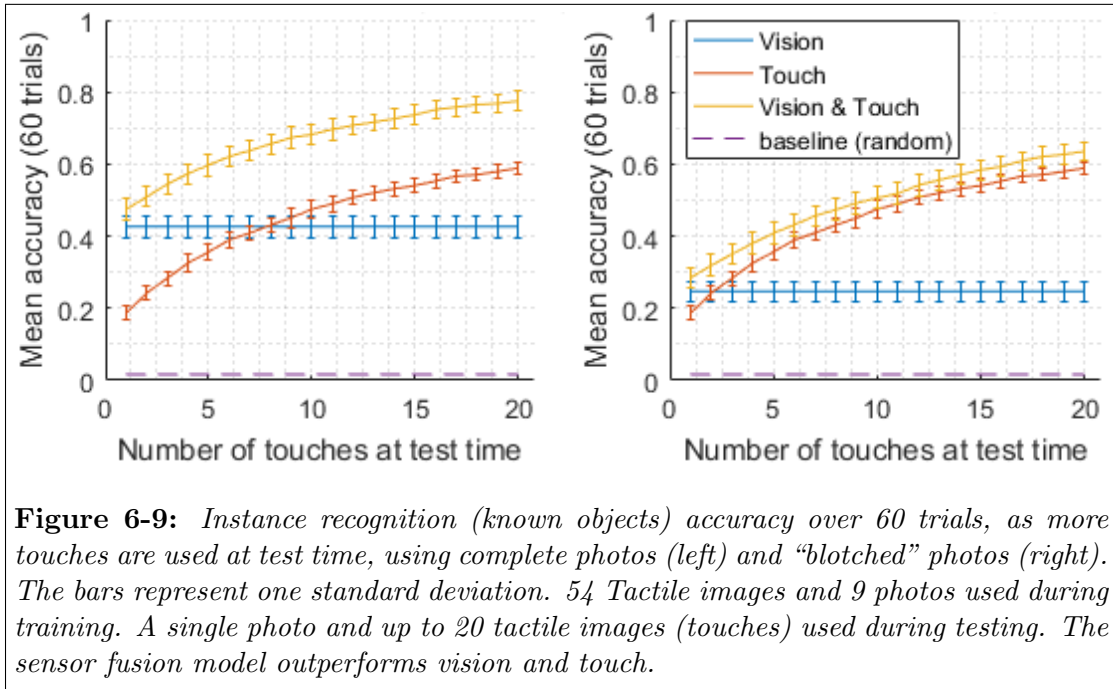 Mean accuracy (60 trials)
1
0.8
0.6
0.4
0.2
0
0 5 10 15 20
Number of touches at test time
Mean accuracy (60 trials)
1
0.8
0.6
0.4
0.2
0
0 5 10 15 20
Number of touches at test time
Vision
Touch
Vision & Touch
baseline (random)
Figure 6-9: Instance recognition (known objects) accuracy over 60 trials, as more
touches are used at test time, using complete photos (left) and “blotched” photos (right).
The bars represent one standard deviation. 54 Tactile images and 9 photos used during
training. A single photo and up to 20 tactile images (touches) used during testing. The
sensor fusion model outperforms vision and touch.